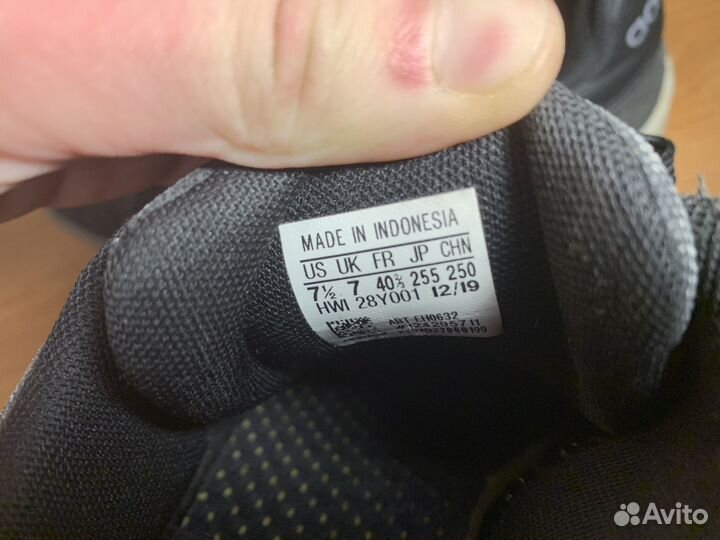 MADE IN INDONESIA
US UK FR JP CHN
7½ 7 40⅔ 255 250
HWI 28Y001 12/19
ART EH0632
#124295711
Avito